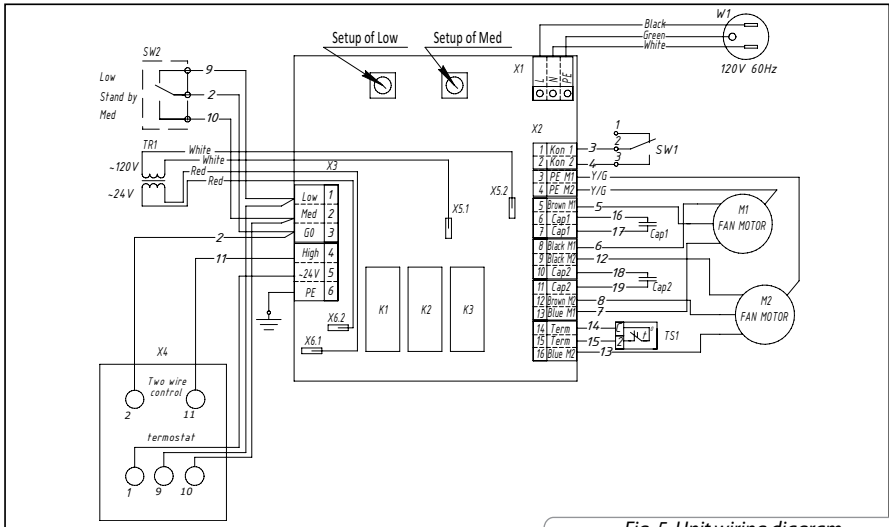 Setup of Low
Setup of Med
W1
Black
Green
White
120V 60Hz
SW2
Low
Stand by
Med
9
2
10
X1
L
N
PE
TR1
~120V
~24V
White
White
Red
Red
X3
Low 1
Med 2
GO 3
High 4
~24V 5
PE 6
2
11
X5.2
X5.1
X6.2
X6.1
K1
K2
K3
X2
1 Kon 1
2 Kon 2
3 PE M1
4 PE M2
5 Brown M1
6 Cap1
7 Cap1
8 Black M1
9 Black M2
10 Cap2
11 Cap2
12 Brown M2
13 Blue M1
14 Term
15 Term
16 Blue M2
3
4
Y/G
Y/G
5
16
17
6
12
18
19
8
7
14
15
13
1
2
3
SW1
Cap1
Cap2
M1
FAN MOTOR
M2
FAN MOTOR
C
2
t°
TS1
X4
Two wire
control
2
11
termostat
1
9
10
Fig. 5. Unit wiring diagram